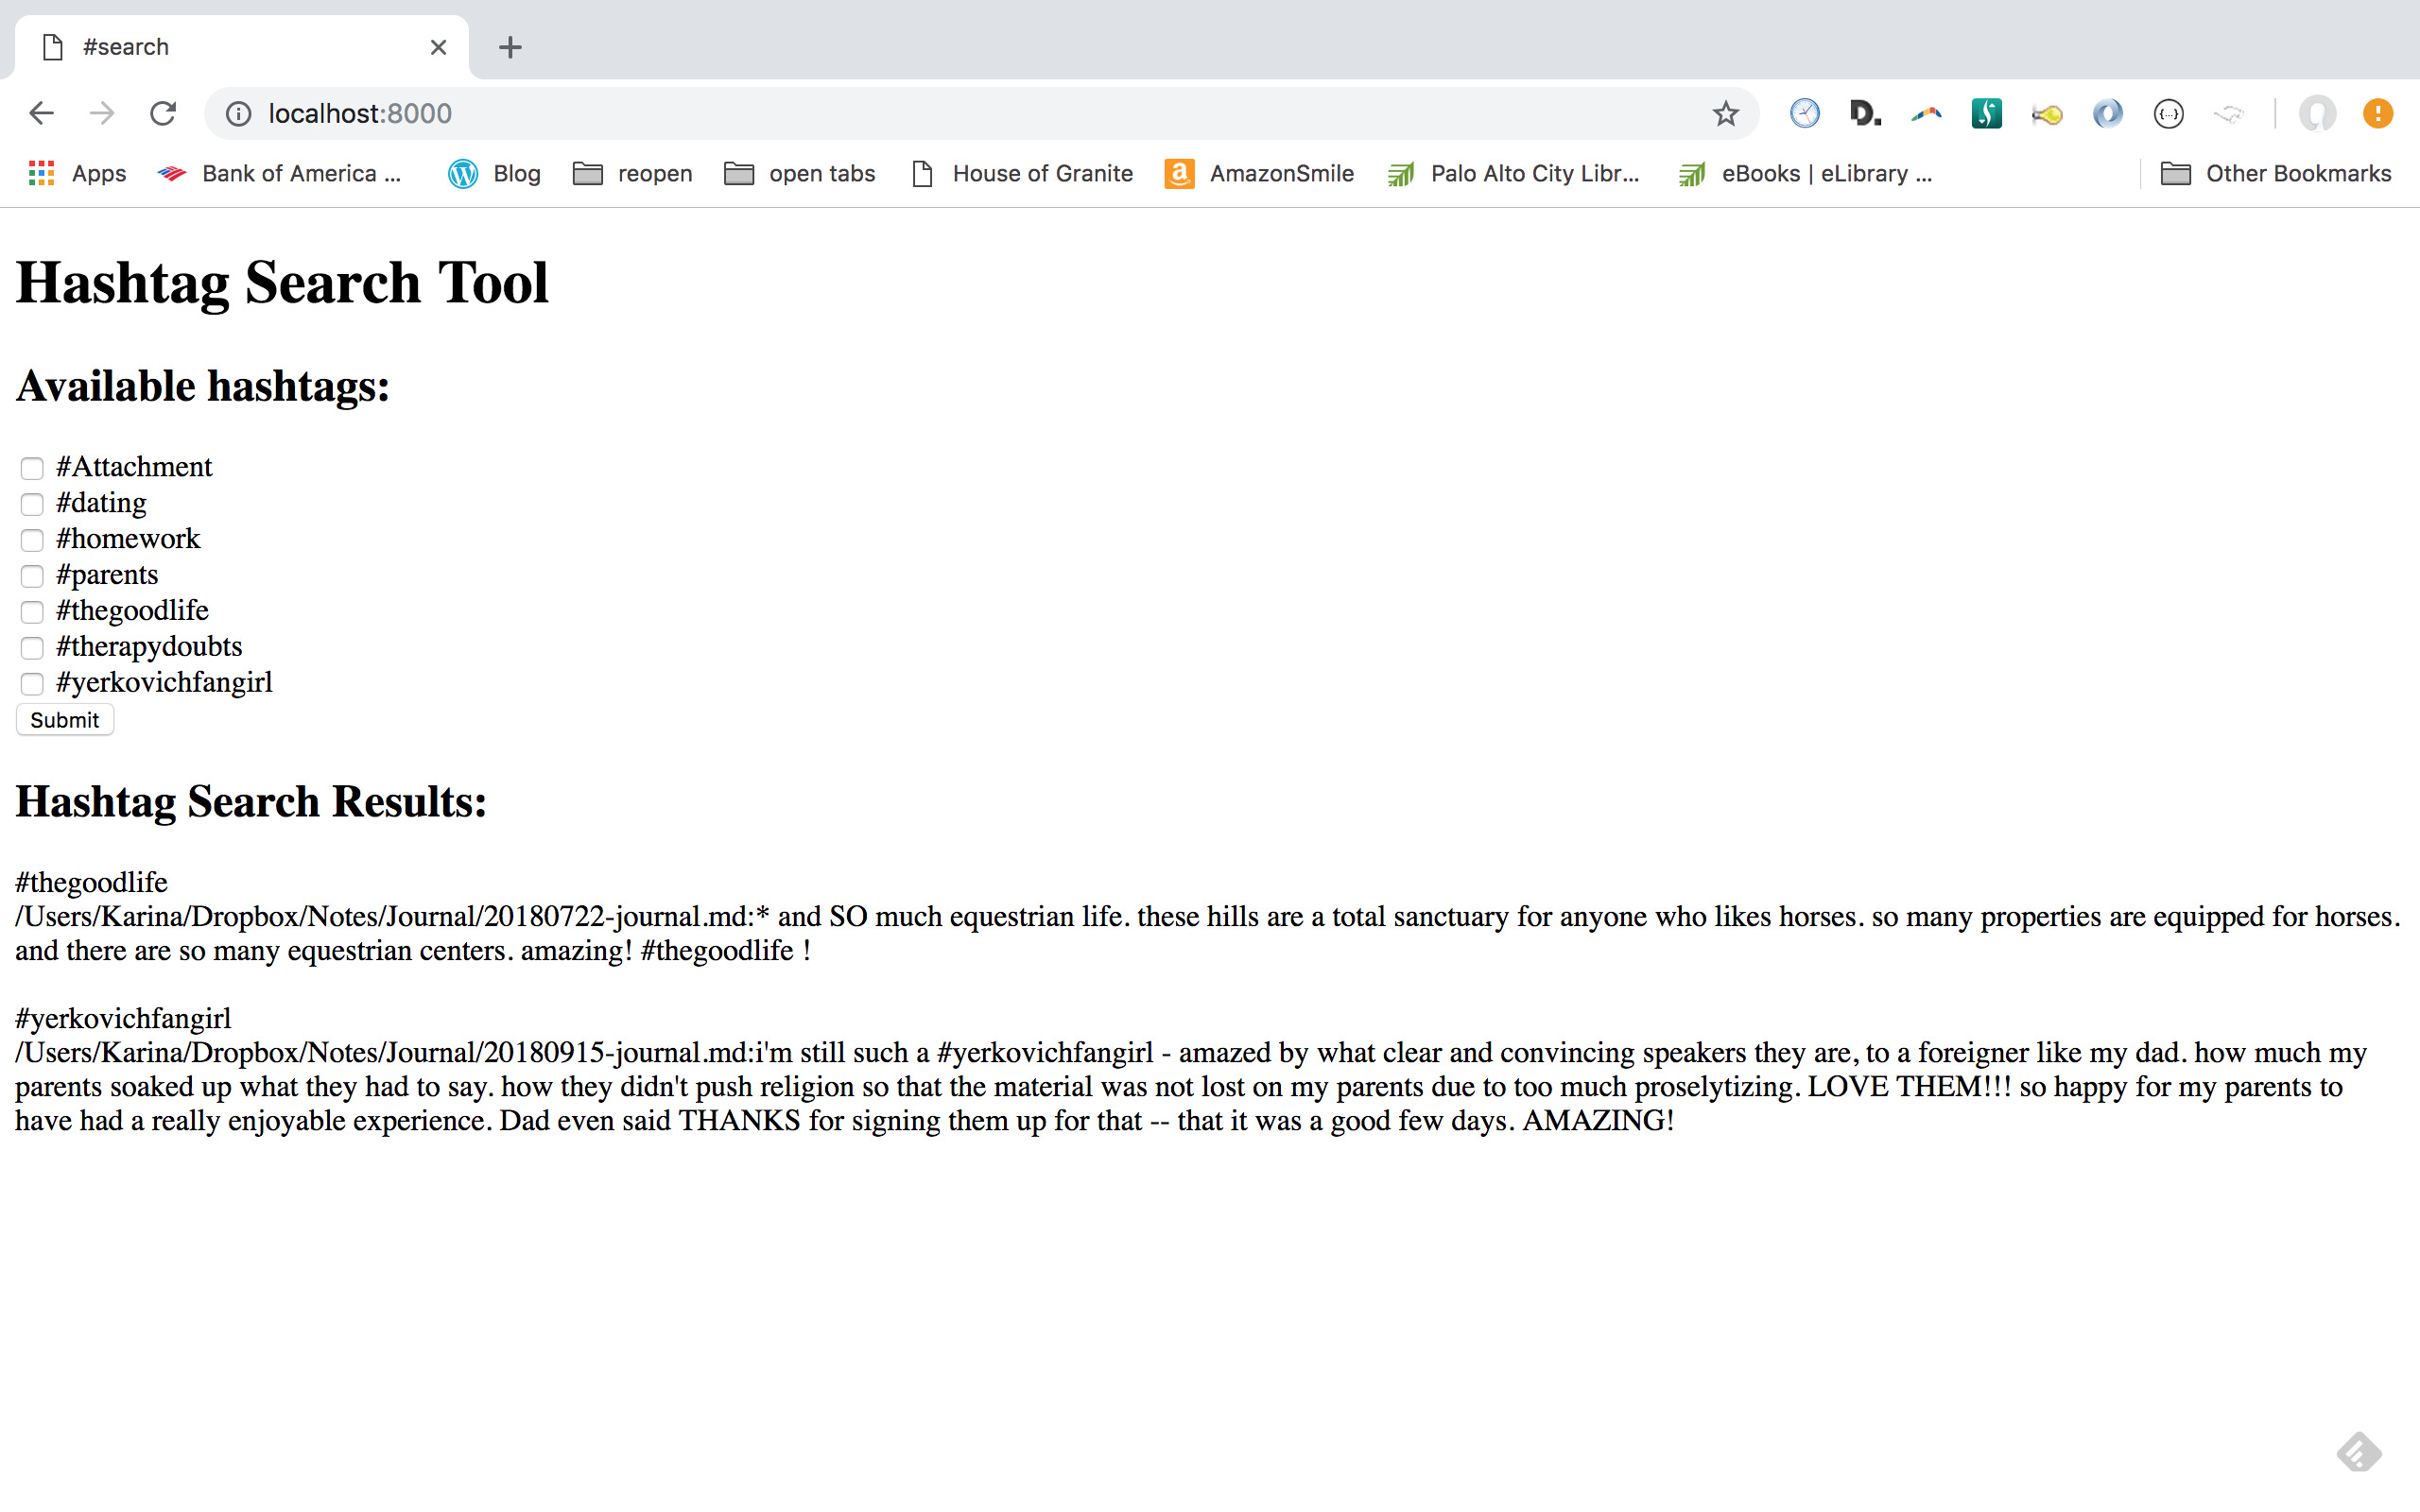 #search
localhost:8000
D.
Apps Bank of America ... Blog reopen open tabs House of Granite AmazonSmile Palo Alto City Libr... eBooks | eLibrary ... Other Bookmarks
Hashtag Search Tool
Available hashtags:
#Attachment
#dating
#homework
#parents
#thegoodlife
#therapydoubts
#yerkovichfangirl
Submit
Hashtag Search Results:
#thegoodlife
/Users/Karina/Dropbox/Notes/Journal/20180722-journal.md:* and SO much equestrian life. these hills are a total sanctuary for anyone who likes horses. so many properties are equipped for horses.
and there are so many equestrian centers. amazing! #thegoodlife !
#yerkovichfangirl
/Users/Karina/Dropbox/Notes/Journal/20180915-journal.md:i'm still such a #yerkovichfangirl - amazed by what clear and convincing speakers they are, to a foreigner like my dad. how much my
parents soaked up what they had to say. how they didn't push religion so that the material was not lost on my parents due to too much proselytizing. LOVE THEM!!! so happy for my parents to
have had a really enjoyable experience. Dad even said THANKS for signing them up for that -- that it was a good few days. AMAZING!